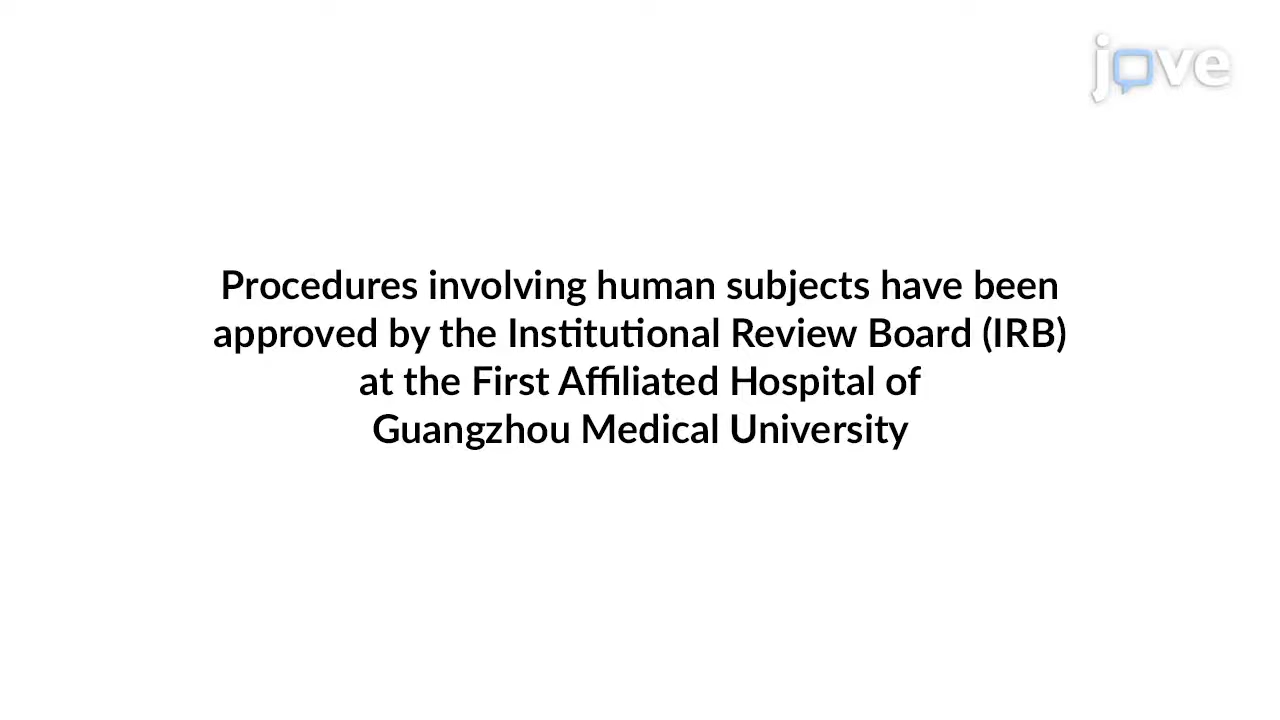 jove
Procedures involving human subjects have been
approved by the Institutional Review Board (IRB)
at the First Affiliated Hospital of
Guangzhou Medical University